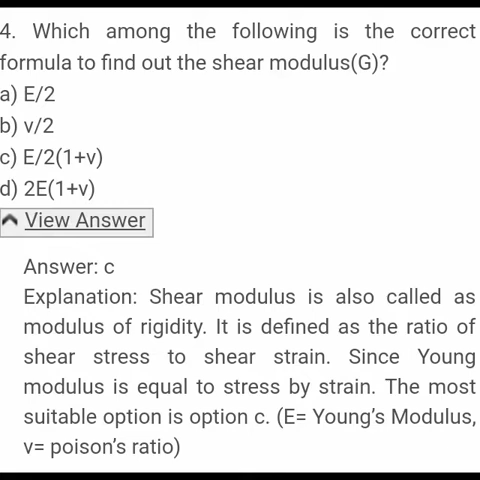 4. Which among the following is the correct
formula to find out the shear modulus(G)?
a) E/2
b) v/2
c) E/2(1+v)
d) 2E(1+v)
View Answer
Answer: c
Explanation: Shear modulus is also called as
modulus of rigidity. It is defined as the ratio of
shear stress to shear strain. Since Young
modulus is equal to stress by strain. The most
suitable option is option c. (E= Young’s Modulus,
v= poison’s ratio)